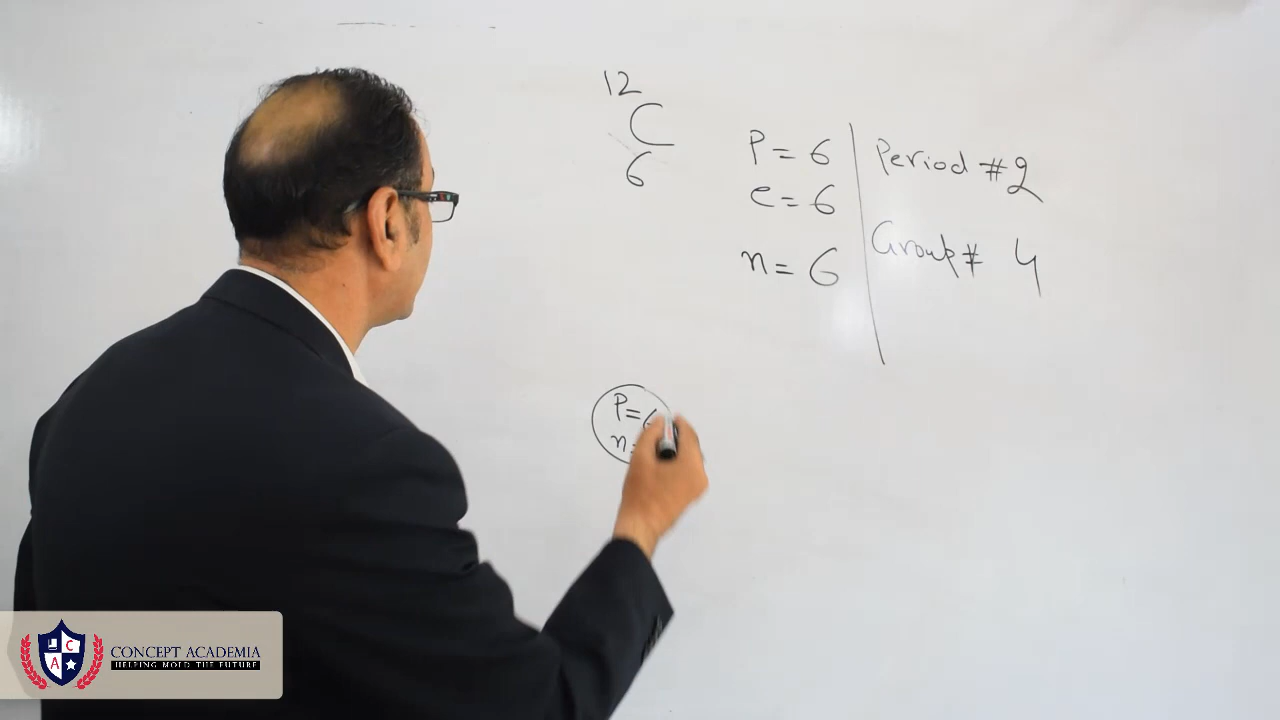 12
C
6
P = 6
e = 6
n = 6
Period # 2
Group # 4
P = 6
n =
C
A
CONCEPT ACADEMIA
HELPING MOLD THE FUTURE